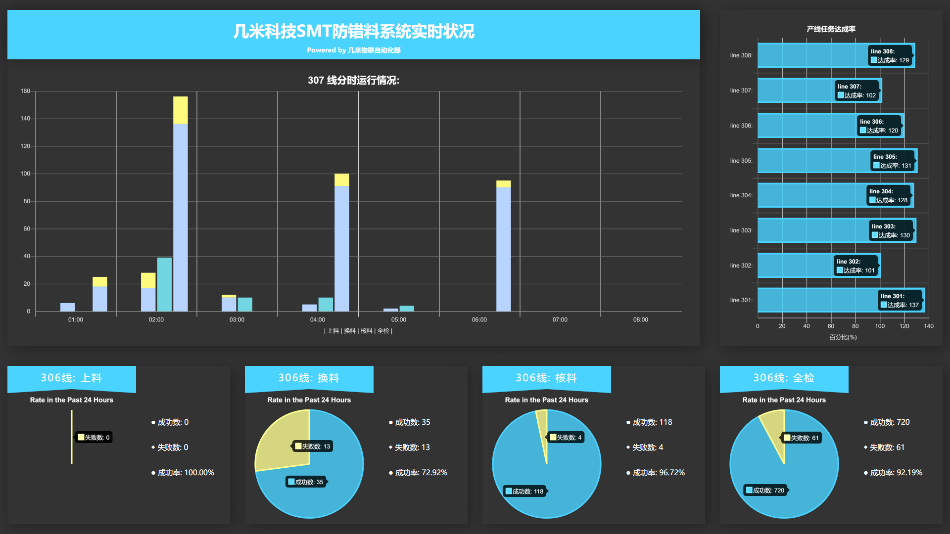 几米科技SMT防错料系统实时状况
Powered by 几米物联自动化部
307 线分时运行情况:
160
140
120
100
80
60
40
20
0
01:00 02:00 03:00 04:00 05:00 06:00 07:00 08:00
| 上料 | 换料 | 核料 | 全检 |
产线任务达成率
line 308:
line 308:
达成率: 129
line 307:
line 307:
达成率: 102
line 306:
line 306:
达成率: 120
line 305:
line 305:
达成率: 131
line 304:
line 304:
达成率: 128
line 303:
line 303:
达成率: 130
line 302:
line 302:
达成率: 101
line 301:
line 301:
达成率: 137
0 20 40 60 80 100 120 140
百分比(%)
306线: 上料
Rate in the Past 24 Hours
失败数: 0
成功数: 0
失败数: 0
成功率: 100.00%
306线: 换料
Rate in the Past 24 Hours
失败数: 13
成功数: 35
成功数: 35
失败数: 13
成功率: 72.92%
306线: 核料
Rate in the Past 24 Hours
失败数: 4
成功数: 118
成功数: 118
失败数: 4
成功率: 96.72%
306线: 全检
Rate in the Past 24 Hours
失败数: 61
成功数: 720
成功数: 720
失败数: 61
成功率: 92.19%